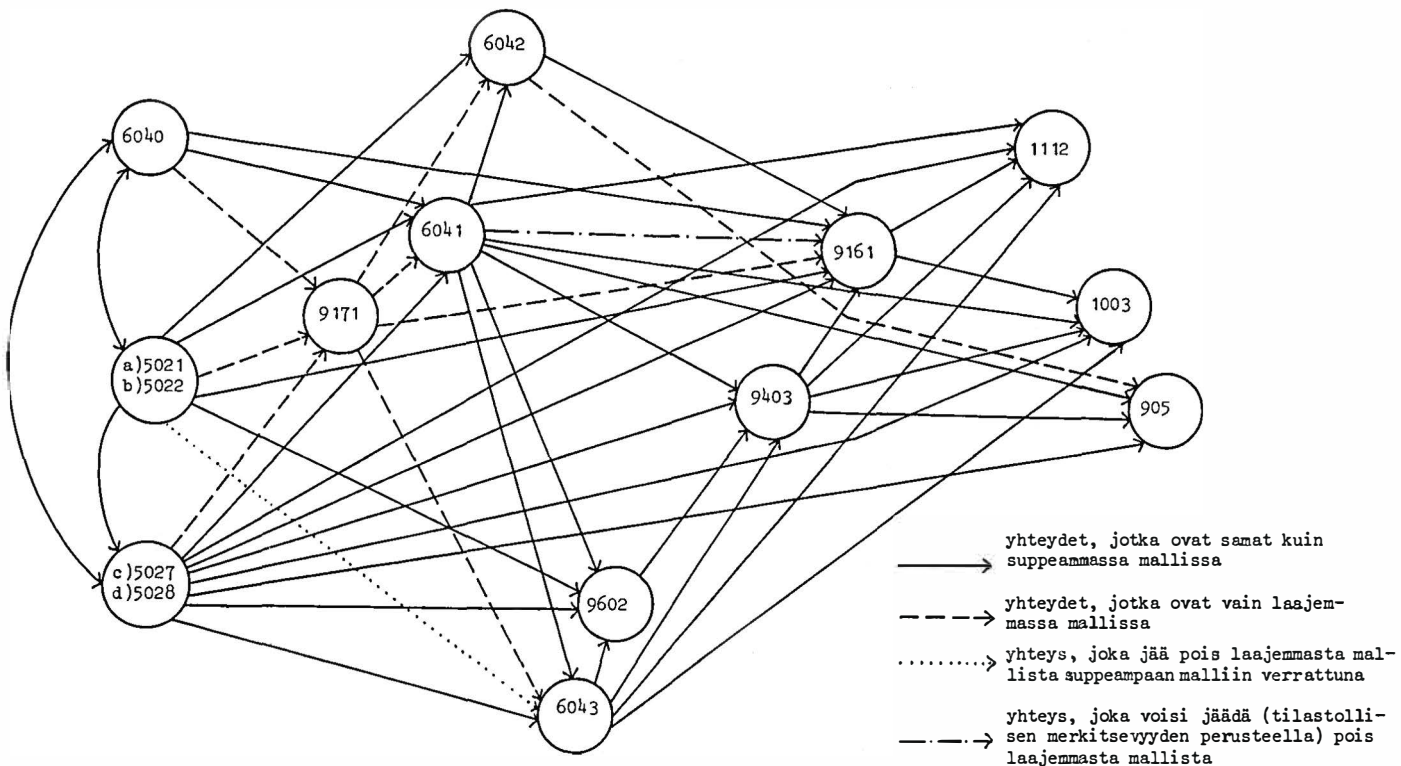 6042
6040
1112
6041
9161
9171
1003
a)5021
b)5022
9403
905
c)5027
d)5028
9602
6043
yhteydet, jotka ovat samat kuin
suppeammassa mallissa
yhteydet, jotka ovat vain laajem-
massa mallissa
yhteys, joka jää pois laajemmasta mal-
lista suppeampaan malliin verrattuna
yhteys, joka voisi jäädä (tilastolli-
sen merkitsevyyden perusteella) pois
laajemmasta mallista